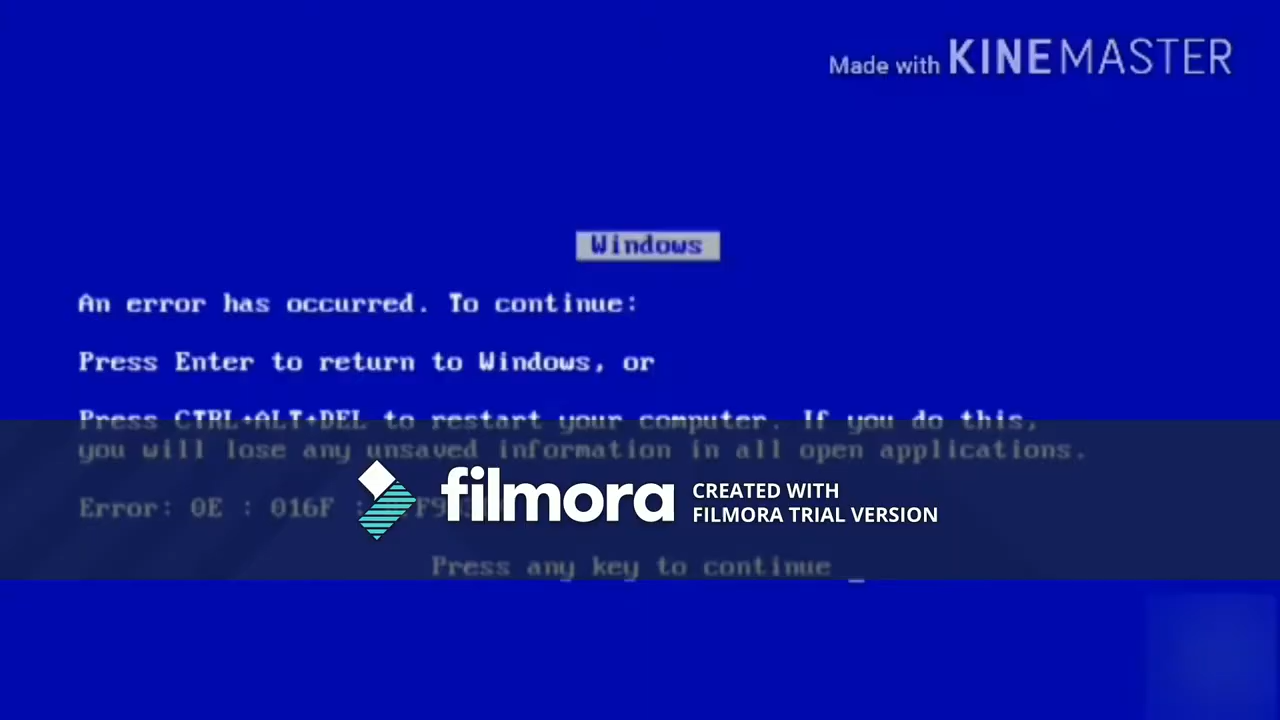 Made with KINEMASTER
Windows
An error has occurred. To continue:
Press Enter to return to Windows, or
Press CTRL+ALT+DEL to restart your computer. If you do this,
you will lose any unsaved information in all open applications.
Error: 0E : 016F :
filmora
CREATED WITH
FILMORA TRIAL VERSION
Press any key to continue _